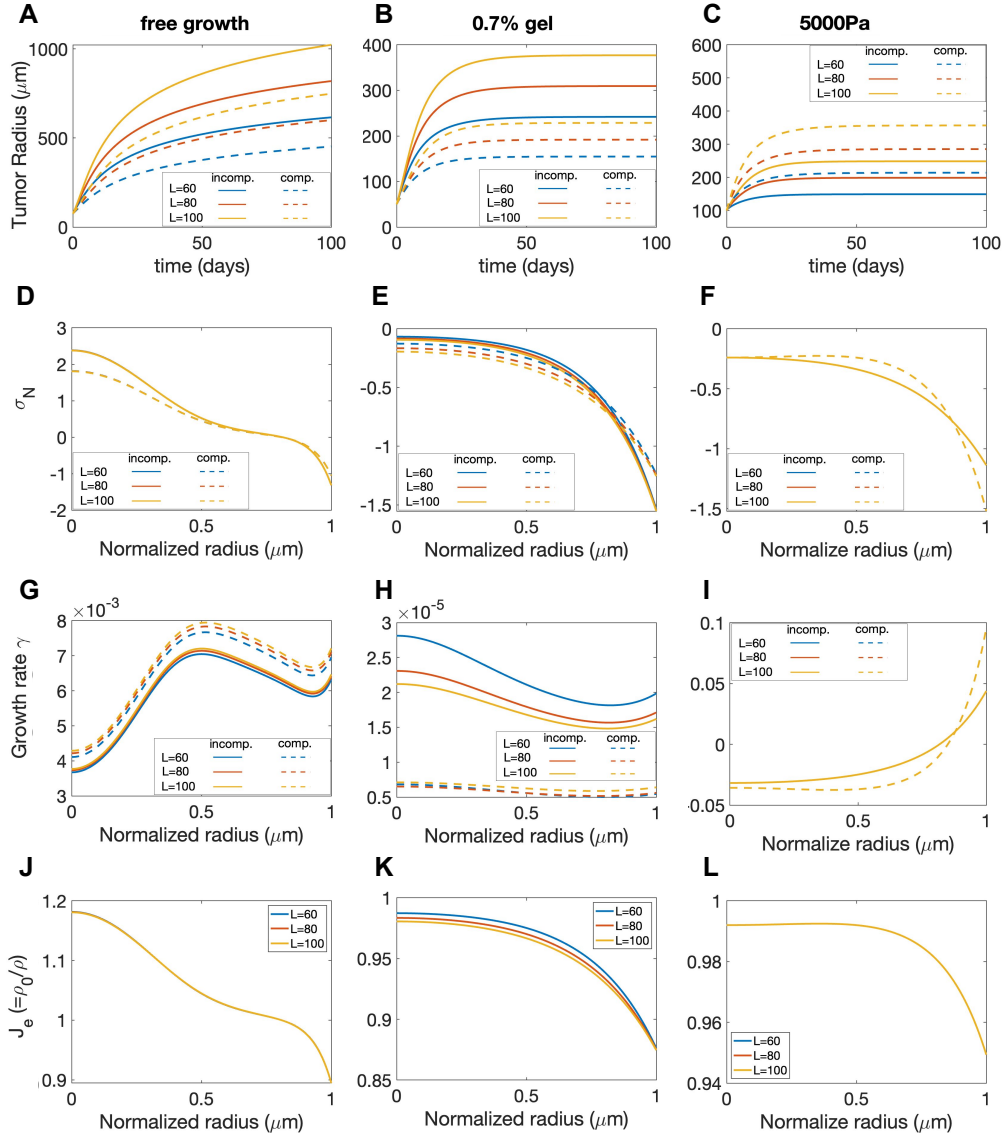 A free growth
B 0.7% gel
C 5000Pa
Tumor Radius (μm)
1000
500
0
0 50 100
time (days)
incomp. comp.
L=60
L=80
L=100
400
300
200
100
0
0 50 100
time (days)
incomp. comp.
L=60
L=80
L=100
600
500
400
300
200
100
0 50 100
time (days)
incomp. comp.
L=60
L=80
L=100
D
σN
3
2
1
0
-1
-2
0 0.5 1
Normalized radius (μm)
incomp. comp.
L=60
L=80
L=100
E
0
-0.5
-1
-1.5
0 0.5 1
Normalized radius (μm)
incomp. comp.
L=60
L=80
L=100
F
0
-0.5
-1
-1.5
0 0.5 1
Normalize radius (μm)
incomp. comp.
L=60
L=80
L=100
G
×10⁻³
Growth rate γ
8
7
6
5
4
3
0 0.5 1
Normalized radius (μm)
incomp. comp.
L=60
L=80
L=100
H
×10⁻⁵
3
2.5
2
1.5
1
0.5
0 0.5 1
Normalized radius (μm)
incomp. comp.
L=60
L=80
L=100
I
0.1
0.05
0
-0.05
0 0.5 1
Normalize radius (μm)
incomp. comp.
L=60
L=80
L=100
J
Je (=ρ0/ρ)
1.2
1.1
1
0.9
0 0.5 1
Normalized radius (μm)
L=60
L=80
L=100
K
1
0.95
0.9
0.85
0 0.5 1
Normalized radius (μm)
L=60
L=80
L=100
L
1
0.98
0.96
0.94
0 0.5 1
Normalize radius (μm)
L=60
L=80
L=100